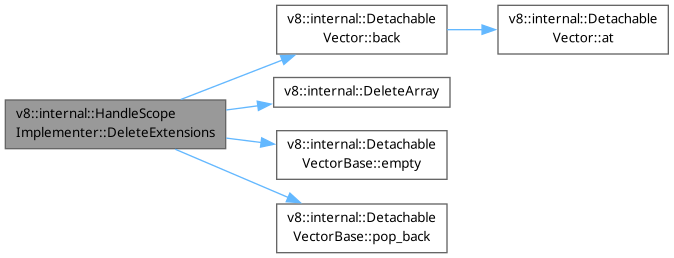 v8::internal::HandleScope
Implementer::DeleteExtensions
v8::internal::Detachable
Vector::back
v8::internal::Detachable
Vector::at
v8::internal::DeleteArray
v8::internal::Detachable
VectorBase::empty
v8::internal::Detachable
VectorBase::pop_back